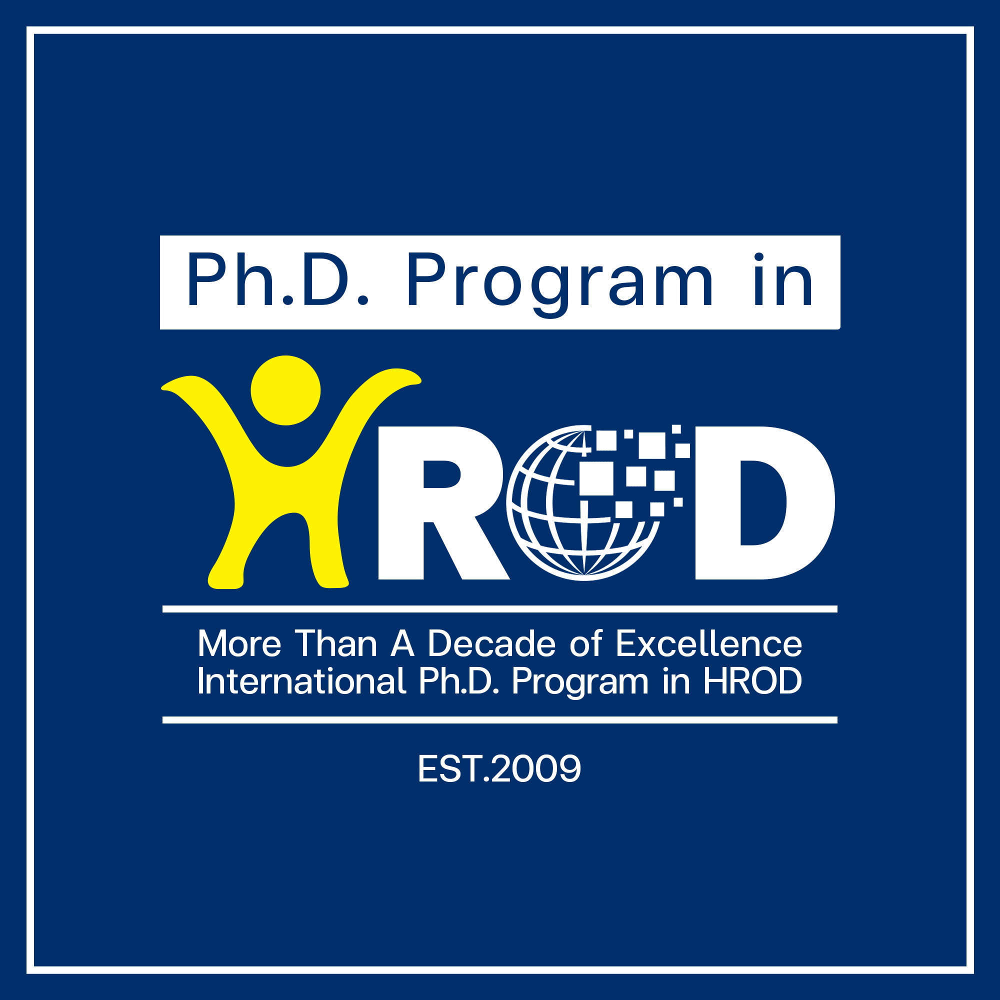 Ph.D. Program in
HROD
More Than A Decade of Excellence
International Ph.D. Program in HROD
EST.2009